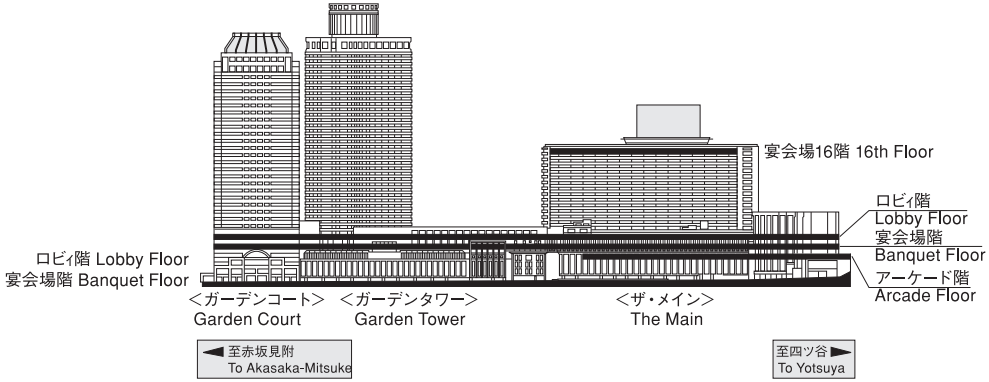 宴会場16階 16th Floor
ロビィ階
Lobby Floor
宴会場階
Banquet Floor
アーケード階
Arcade Floor
ロビィ階 Lobby Floor
宴会場階 Banquet Floor
<ガーデンコート>
Garden Court
<ガーデンタワー>
Garden Tower
<ザ・メイン>
The Main
至赤坂見附
To Akasaka-Mitsuke
至四ツ谷
To Yotsuya